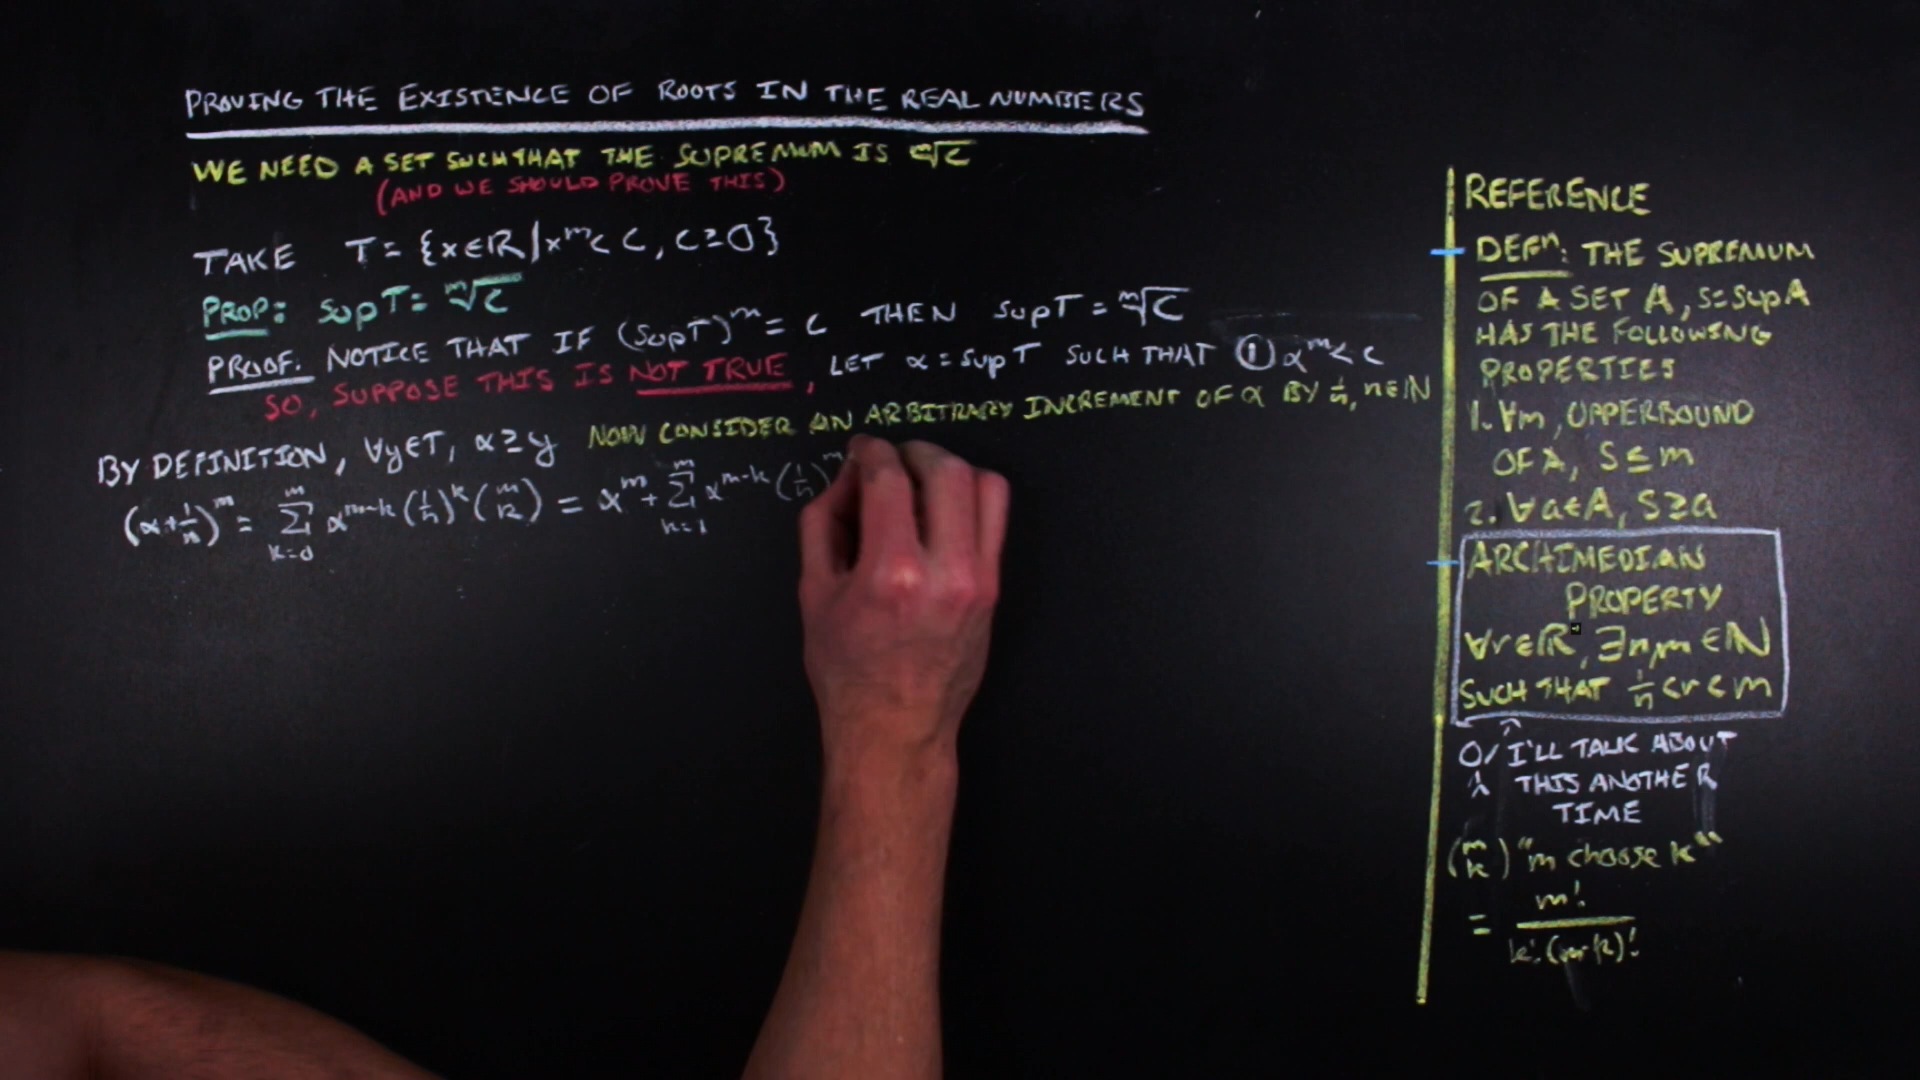 PROVING THE EXISTENCE OF ROOTS IN THE REAL NUMBERS
WE NEED A SET SUCH THAT THE SUPREMUM IS ᵐ√C
(AND WE SHOULD PROVE THIS)
TAKE T = {x∈ℝ | xᵐ < C, C ≥ 0}
PROP: SUP T = ᵐ√C
PROOF. NOTICE THAT IF (SUPT)ᵐ = C THEN SUPT = ᵐ√C
SO, SUPPOSE THIS IS NOT TRUE, LET α = SUP T SUCH THAT ① αᵐ < C
BY DEFINITION, ∀y∈T, α ≥ y NOW CONSIDER AN ARBITRARY INCREMENT OF α BY 1/n, n∈ℕ
(α + 1/n)ᵐ = Σ_{k=0}^{m} α^{m-k} (1/n)^k (m k) = αᵐ + Σ_{k=1}^{m} α^{m-k} (1/n)^m
REFERENCE
DEFⁿ: THE SUPREMUM
OF A SET A, S = SUP A
HAS THE FOLLOWING
PROPERTIES
1. ∀m, UPPERBOUND
OF A, S ≤ m
2. ∀a∈A, S ≥ a
ARCHIMEDIAN
PROPERTY
∀r∈ℝ⁺, ∃n,m∈ℕ
SUCH THAT 1/n < r < m
I'LL TALK ABOUT
THIS ANOTHER
TIME
(m k) "m choose k"
= m! / k!(m-k)!